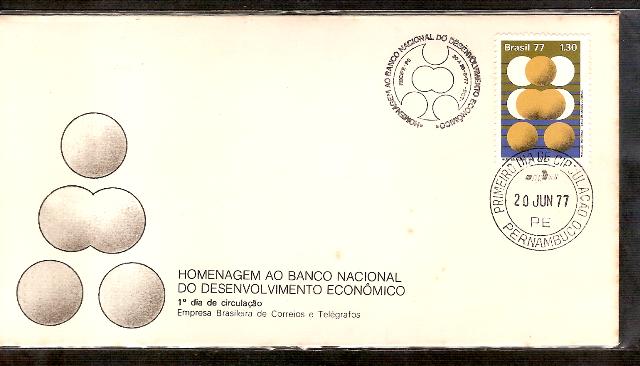 HOMENAGEM AO BANCO NACIONAL DO DESENVOLVIMENTO ECONÔMICO
Brasil 77 1,30
PRIMEIRO DIA DE CIRCULAÇÃO
20 JUN 77
PE
PERNAMBUCO
HOMENAGEM AO BANCO NACIONAL
DO DESENVOLVIMENTO ECONÔMICO
1º dia de circulação
Empresa Brasileira de Correios e Telégrafos